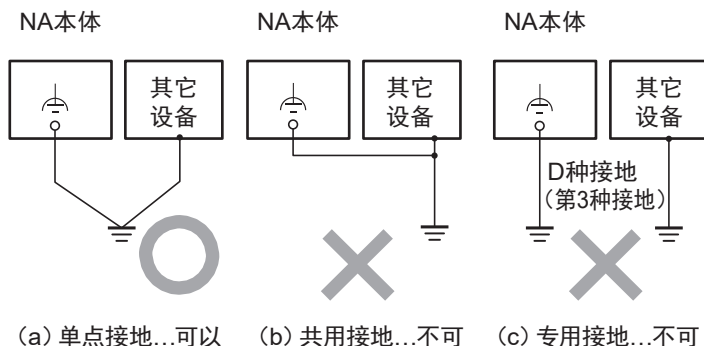 NA本体
NA本体
NA本体
其它
设备
其它
设备
其它
设备
D种接地
（第3种接地）
（a）单点接地…可以
（b）共用接地…不可
（c）专用接地…不可